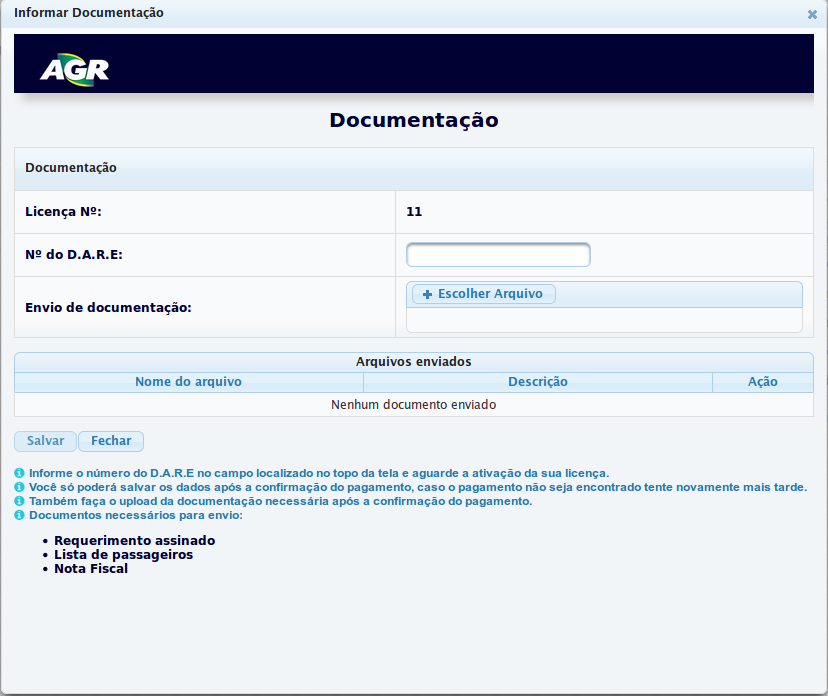 Informar Documentação
AGR
Documentação
Documentação
Licença Nº: 11
Nº do D.A.R.E:
Envio de documentação: Escolher Arquivo
Arquivos enviados
Nome do arquivo Descrição Ação
Nenhum documento enviado
Salvar Fechar
Informe o número do D.A.R.E no campo localizado no topo da tela e aguarde a ativação da sua licença.
Você só poderá salvar os dados após a confirmação do pagamento, caso o pagamento não seja encontrado tente novamente mais tarde.
Também faça o upload da documentação necessária após a confirmação do pagamento.
Documentos necessários para envio:
• Requerimento assinado
• Lista de passageiros
• Nota Fiscal